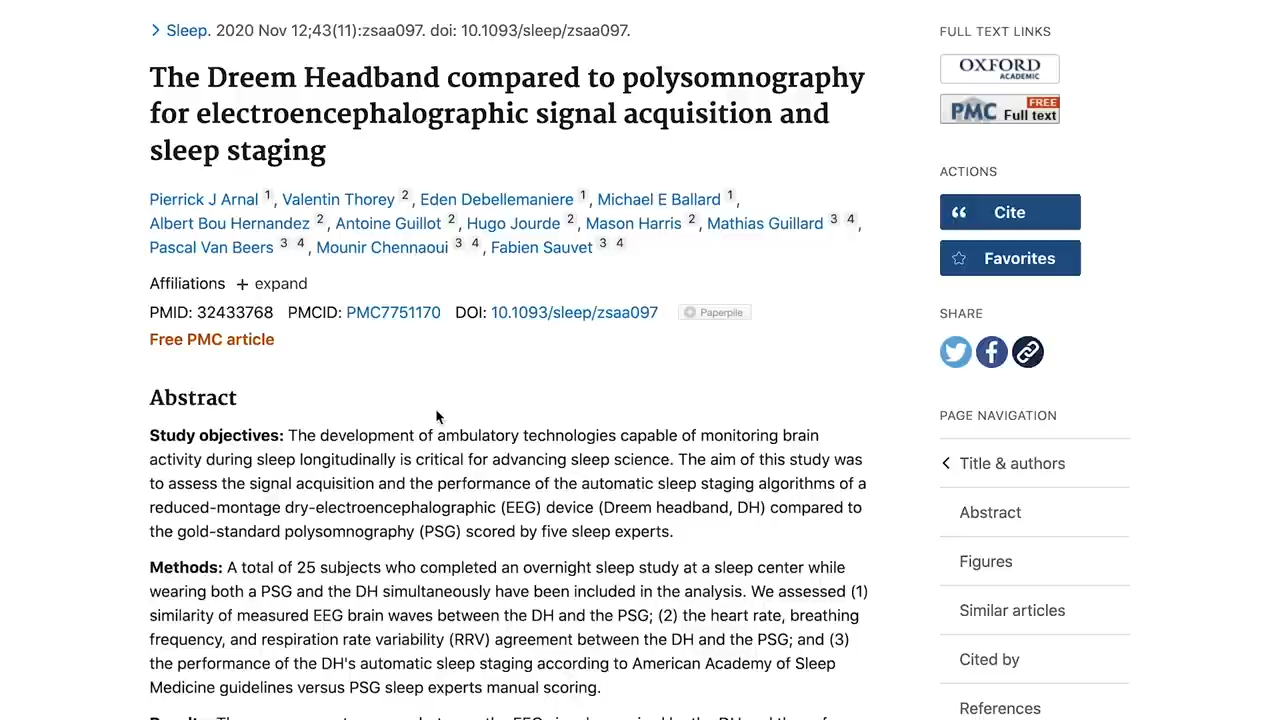 Sleep. 2020 Nov 12;43(11):zsaa097. doi: 10.1093/sleep/zsaa097.
The Dreem Headband compared to polysomnography
for electroencephalographic signal acquisition and
sleep staging
Pierrick J Arnal 1, Valentin Thorey 2, Eden Debellemaniere 1, Michael E Ballard 1,
Albert Bou Hernandez 2, Antoine Guillot 2, Hugo Jourde 2, Mason Harris 2, Mathias Guillard 3 4,
Pascal Van Beers 3 4, Mounir Chennaoui 3 4, Fabien Sauvet 3 4
Affiliations + expand
PMID: 32433768 PMCID: PMC7751170 DOI: 10.1093/sleep/zsaa097 Paperpile
Free PMC article
Abstract
Study objectives: The development of ambulatory technologies capable of monitoring brain
activity during sleep longitudinally is critical for advancing sleep science. The aim of this study was
to assess the signal acquisition and the performance of the automatic sleep staging algorithms of a
reduced-montage dry-electroencephalographic (EEG) device (Dreem headband, DH) compared to
the gold-standard polysomnography (PSG) scored by five sleep experts.
Methods: A total of 25 subjects who completed an overnight sleep study at a sleep center while
wearing both a PSG and the DH simultaneously have been included in the analysis. We assessed (1)
similarity of measured EEG brain waves between the DH and the PSG; (2) the heart rate, breathing
frequency, and respiration rate variability (RRV) agreement between the DH and the PSG; and (3)
the performance of the DH's automatic sleep staging according to American Academy of Sleep
Medicine guidelines versus PSG sleep experts manual scoring.
FULL TEXT LINKS
OXFORD
ACADEMIC
PMC FREE
Full text
ACTIONS
Cite
Favorites
SHARE
PAGE NAVIGATION
Title & authors
Abstract
Figures
Similar articles
Cited by
References